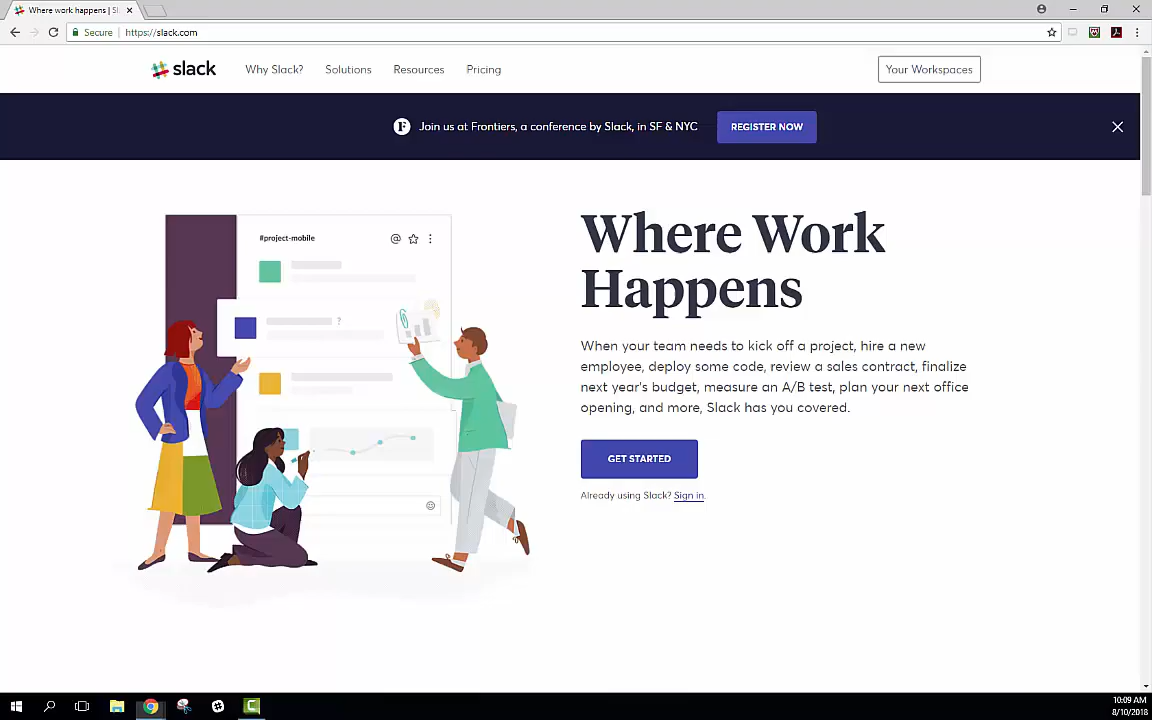 Where work happens | Sl
Secure https://slack.com
slack Why Slack? Solutions Resources Pricing Your Workspaces
F Join us at Frontiers, a conference by Slack, in SF & NYC REGISTER NOW
#project-mobile
?
Where Work
Happens
When your team needs to kick off a project, hire a new
employee, deploy some code, review a sales contract, finalize
next year's budget, measure an A/B test, plan your next office
opening, and more, Slack has you covered.
GET STARTED
Already using Slack? Sign in.
10:09 AM
8/10/2018